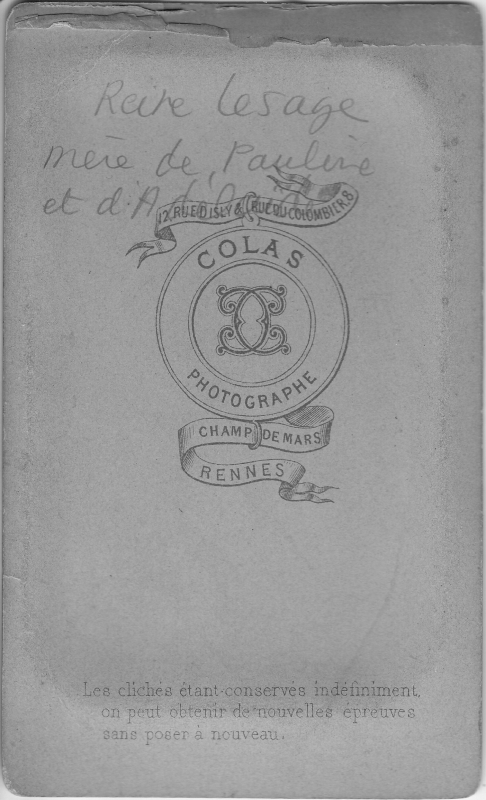 Reine Lesage
mère de Pauline
et d'Adolphine
12, RUE D'ISLY & RUE DU COLOMBIER, 8
COLAS
PHOTOGRAPHE
CHAMP DE MARS
RENNES
Les clichés étant conservés indéfiniment,
on peut obtenir de nouvelles épreuves
sans poser à nouveau.